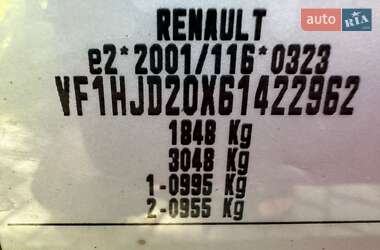 auto RIA
RENAULT
e2*2001/116*0323
VF1HJD20X61422962
1848 Kg
3048 Kg
1-0995 Kg
2-0955 Kg